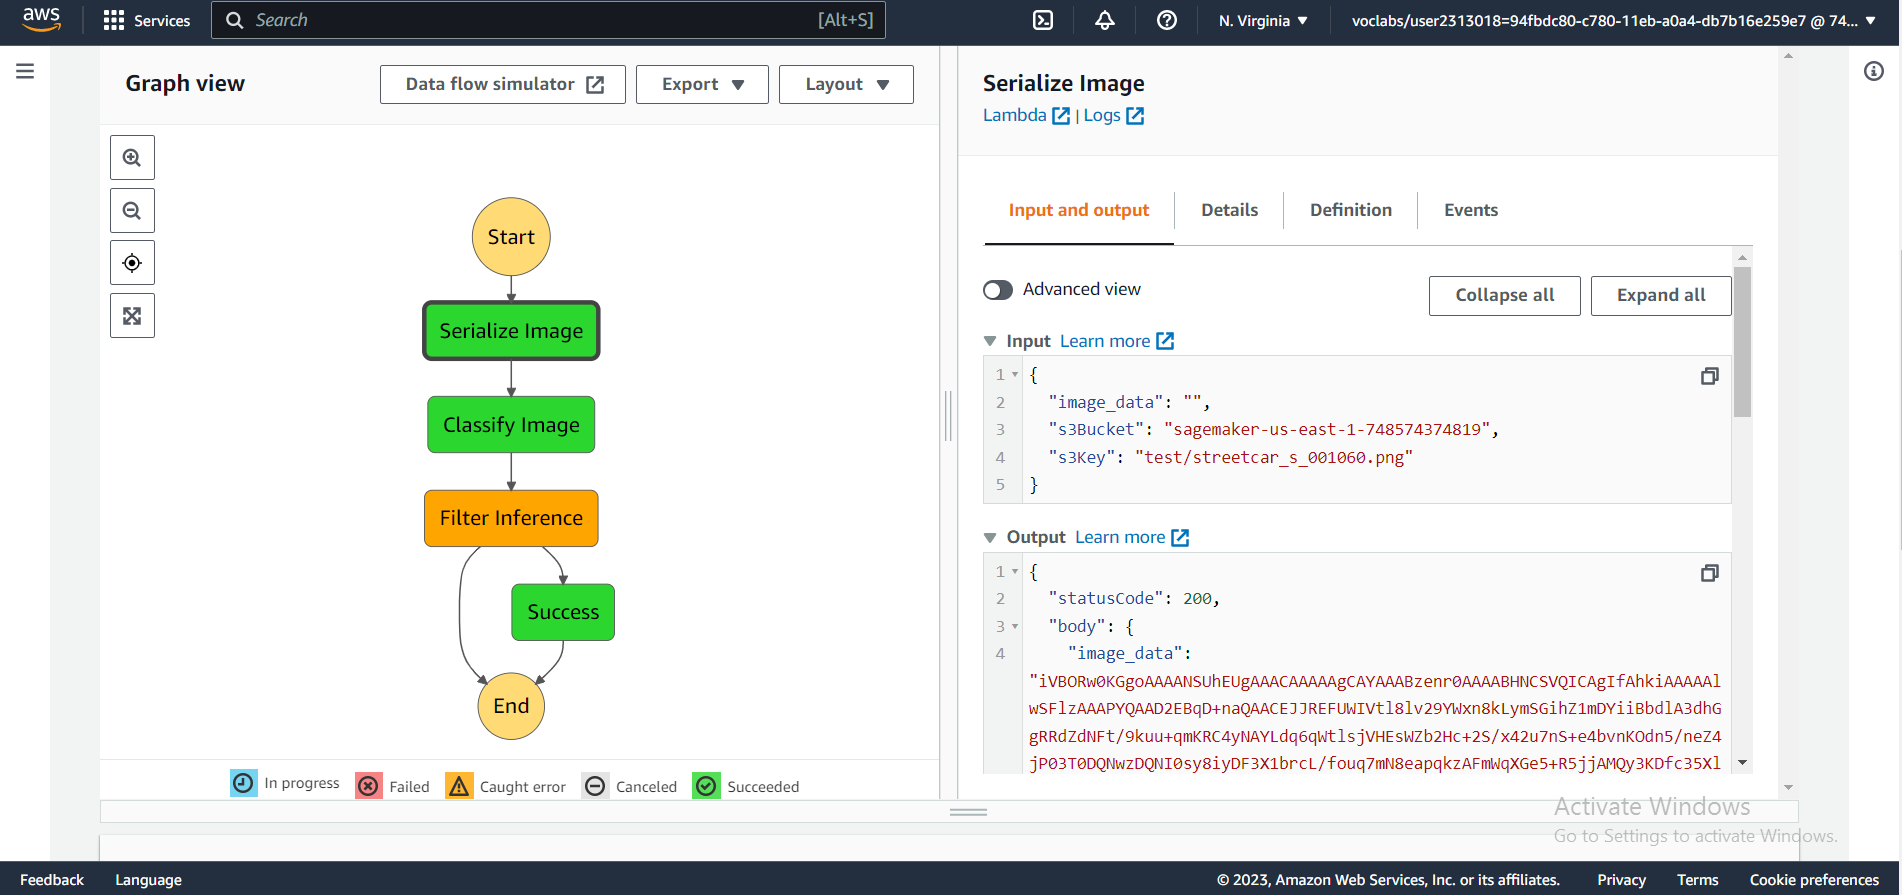 aws
Services
Search [Alt+S]
N. Virginia
voclabs/user2313018=94fbdc80-c780-11eb-a0a4-db7b16e259e7 @ 74...
Graph view
Data flow simulator
Export
Layout
Start
Serialize Image
Classify Image
Filter Inference
Success
End
In progress
Failed
Caught error
Canceled
Succeeded
Serialize Image
Lambda | Logs
Input and output
Details
Definition
Events
Advanced view
Collapse all
Expand all
Input Learn more
1 {
2 "image_data": "",
3 "s3Bucket": "sagemaker-us-east-1-748574374819",
4 "s3Key": "test/streetcar_s_001060.png"
5 }
Output Learn more
1 {
2 "statusCode": 200,
3 "body": {
4 "image_data":
"iVBORw0KGgoAAAANSUhEUgAAACAAAAAgCAYAAABzenr0AAAABHNCSVQICAgIfAhkiAAAAAl
wSFlzAAAPYQAAD2EBqD+naQAACEJJREFUWIVtl8lv29YWxn8kLymSGihZ1mDYiiBbdlA3dhG
gRRdZdNFt/9kuu+qmKRC4yNAYLdq6qWtlsjVHEsWZb2Hc+2S/x42u7nS+e4bvnKOdn5/neZ4
jP03T0DQNwzDQNI0sy8iyDF3X1brcL/fouq7mN8eapqkzAFmWqXGe5+R5jjAMQy3KDfc35Xl
Activate Windows
Go to Settings to activate Windows.
Feedback
Language
© 2023, Amazon Web Services, Inc. or its affiliates.
Privacy
Terms
Cookie preferences